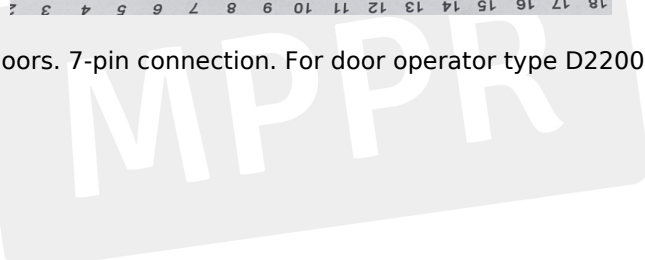 2 3 4 5 6 7 8 9 10 11 12 13 14 15 16 17 18
oors. 7-pin connection. For door operator type D2200
MPPR